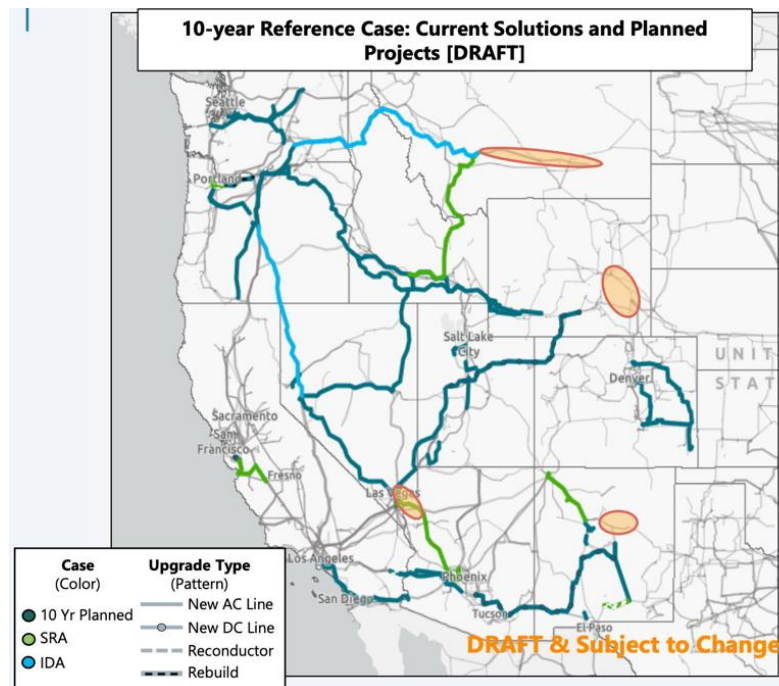 10-year Reference Case: Current Solutions and Planned
Projects [DRAFT]
Seattle
Portland
Salt Lake
City
UNIT
STAT
Denver
Sacramento
San
Francisco
Fresno
Las Vegas
Los Angeles
Phoenix
San Diego
Tucson
El Paso
DRAFT & Subject to Change
Case
(Color)
10 Yr Planned
SRA
IDA
Upgrade Type
(Pattern)
New AC Line
New DC Line
Reconductor
Rebuild